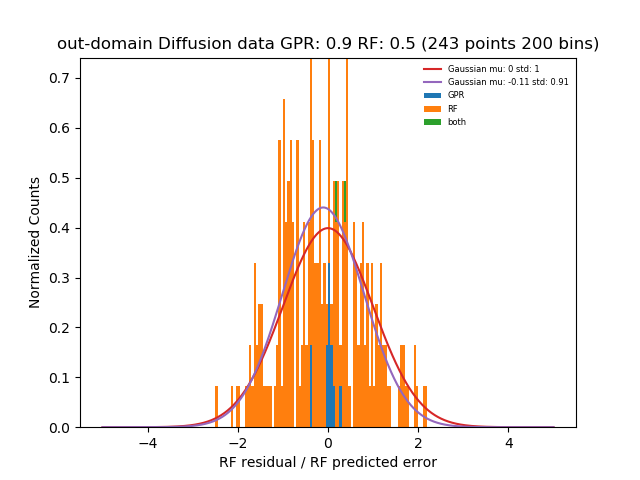 out-domain Diffusion data GPR: 0.9 RF: 0.5 (243 points 200 bins)
Gaussian mu: 0 std: 1
Gaussian mu: -0.11 std: 0.91
GPR
RF
both
Normalized Counts
0.7
0.6
0.5
0.4
0.3
0.2
0.1
0.0
−4 −2 0 2 4
RF residual / RF predicted error